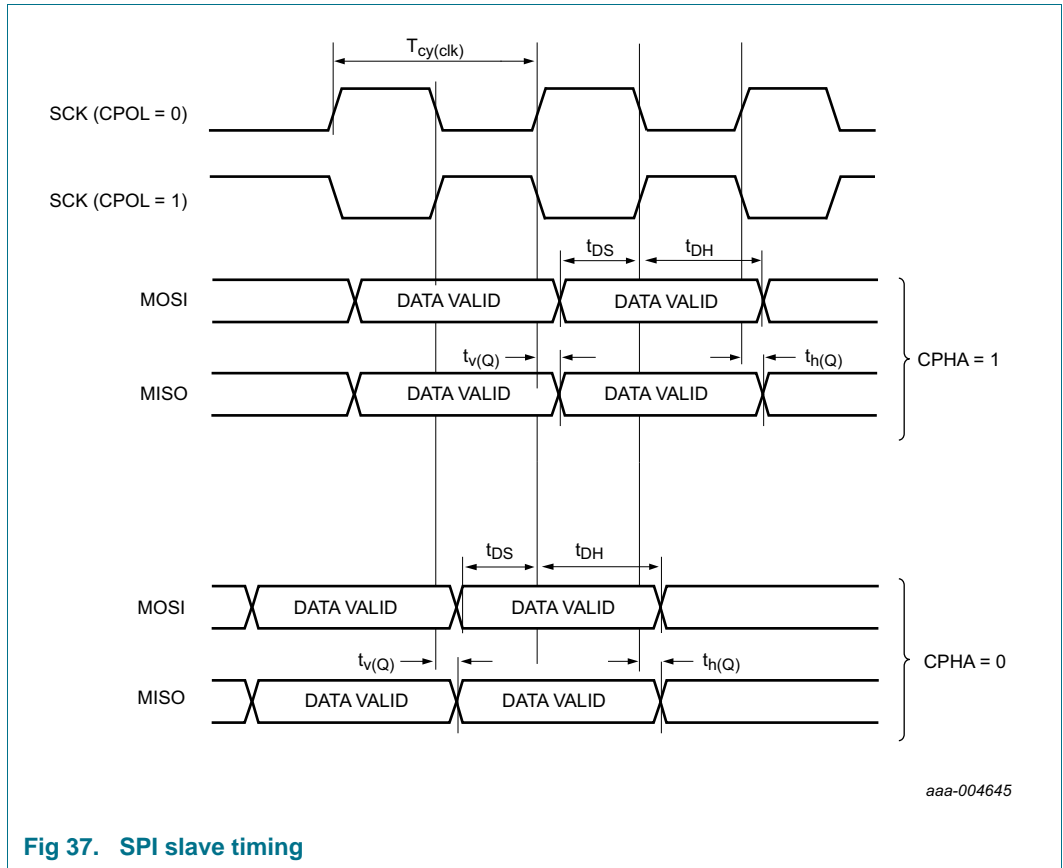 Tcy(clk)
SCK (CPOL = 0)
SCK (CPOL = 1)
tDS tDH
MOSI DATA VALID DATA VALID
tv(Q) th(Q)
CPHA = 1
MISO DATA VALID DATA VALID
tDS tDH
MOSI DATA VALID DATA VALID
tv(Q) th(Q)
CPHA = 0
MISO DATA VALID DATA VALID
aaa-004645
Fig 37. SPI slave timing